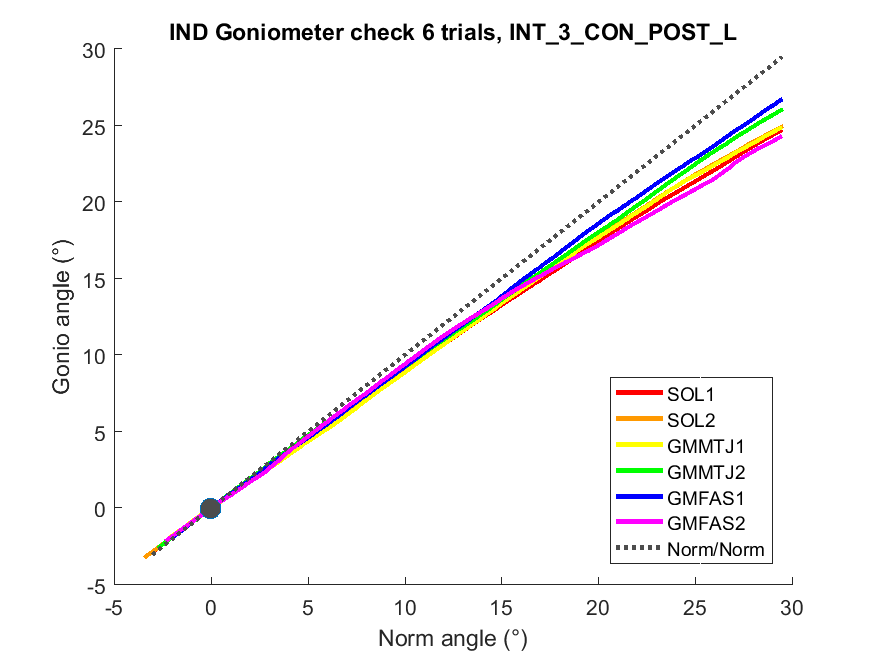 IND Goniometer check 6 trials, INT_3_CON_POST_L
30
25
20
15
10
5
0
-5
Gonio angle (°)
SOL1
SOL2
GMMTJ1
GMMTJ2
GMFAS1
GMFAS2
Norm/Norm
-5 0 5 10 15 20 25 30
Norm angle (°)